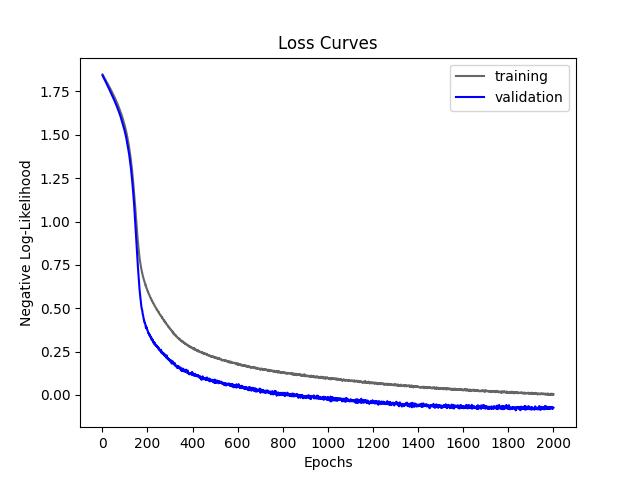 Loss Curves
training
validation
Negative Log-Likelihood
1.75
1.50
1.25
1.00
0.75
0.50
0.25
0.00
0 200 400 600 800 1000 1200 1400 1600 1800 2000
Epochs